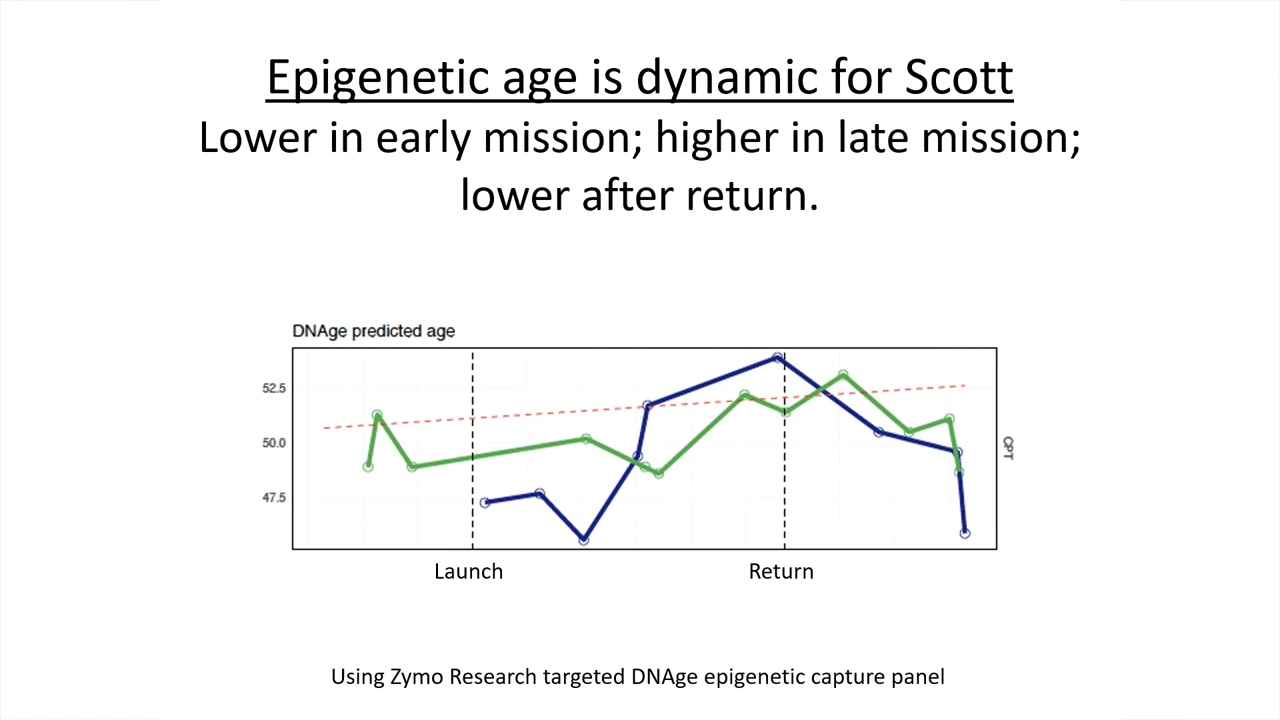 Epigenetic age is dynamic for Scott
Lower in early mission; higher in late mission;
lower after return.
DNAge predicted age
52.5
50.0
47.5
CPT
Launch
Return
Using Zymo Research targeted DNAge epigenetic capture panel